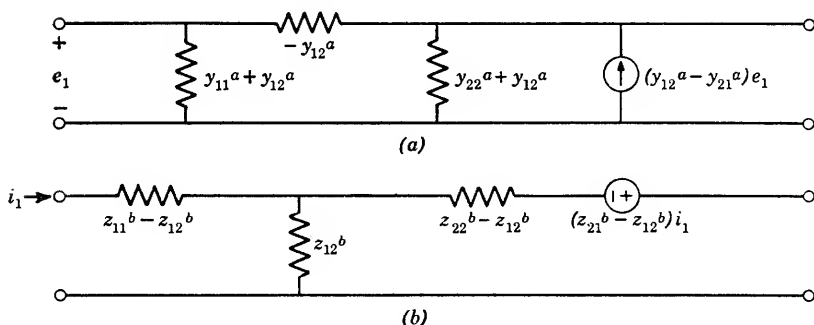 +
e₁
−
− y₁₂ᵃ
y₁₁ᵃ + y₁₂ᵃ
y₂₂ᵃ + y₁₂ᵃ
(y₁₂ᵃ − y₂₁ᵃ) e₁
(a)
i₁
z₁₁ᵇ − z₁₂ᵇ
z₁₂ᵇ
z₂₂ᵇ − z₁₂ᵇ
− +
(z₂₁ᵇ − z₁₂ᵇ) i₁
(b)